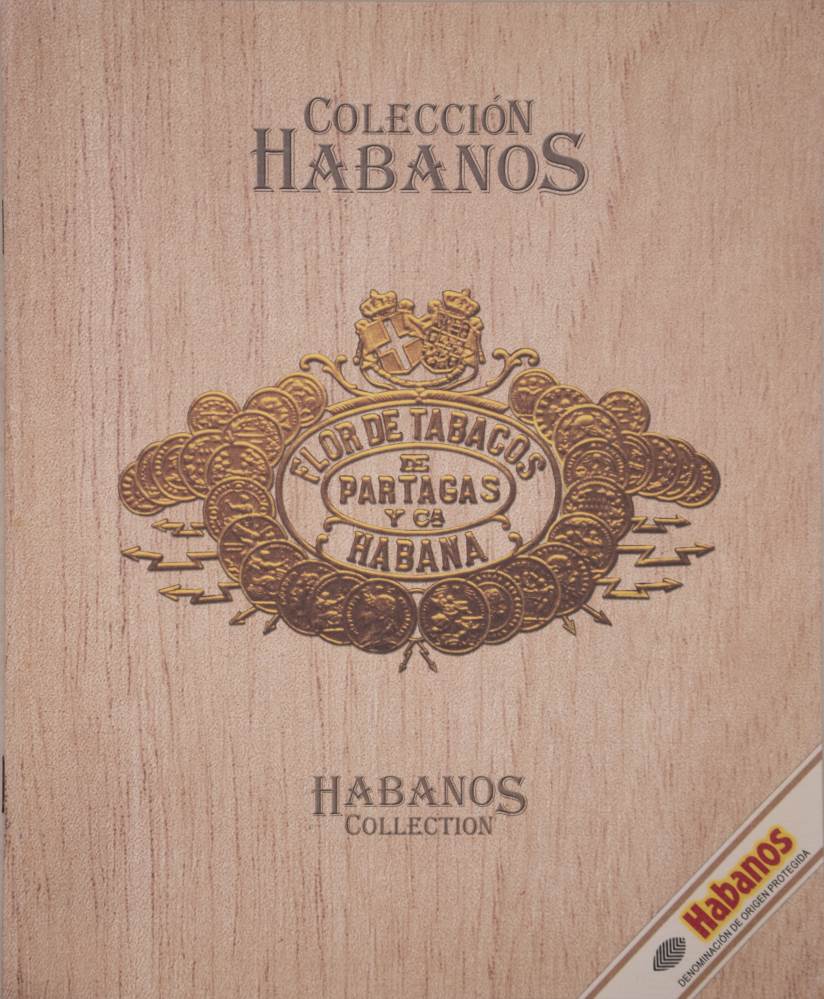 COLECCIÓN
HABANOS
FLOR DE TABACOS
DE
PARTAGAS
Y Cª
HABANA
HABANOS
COLLECTION
Habanos
DENOMINACIÓN DE ORIGEN PROTEGIDA